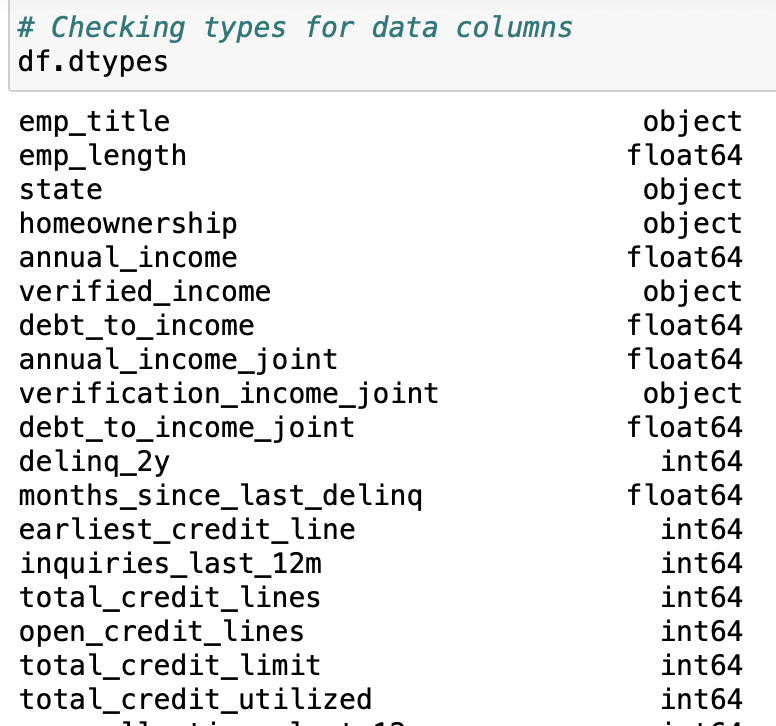 # Checking types for data columns
df.dtypes
emp_title object
emp_length float64
state object
homeownership object
annual_income float64
verified_income object
debt_to_income float64
annual_income_joint float64
verification_income_joint object
debt_to_income_joint float64
delinq_2y int64
months_since_last_delinq float64
earliest_credit_line int64
inquiries_last_12m int64
total_credit_lines int64
open_credit_lines int64
total_credit_limit int64
total_credit_utilized int64